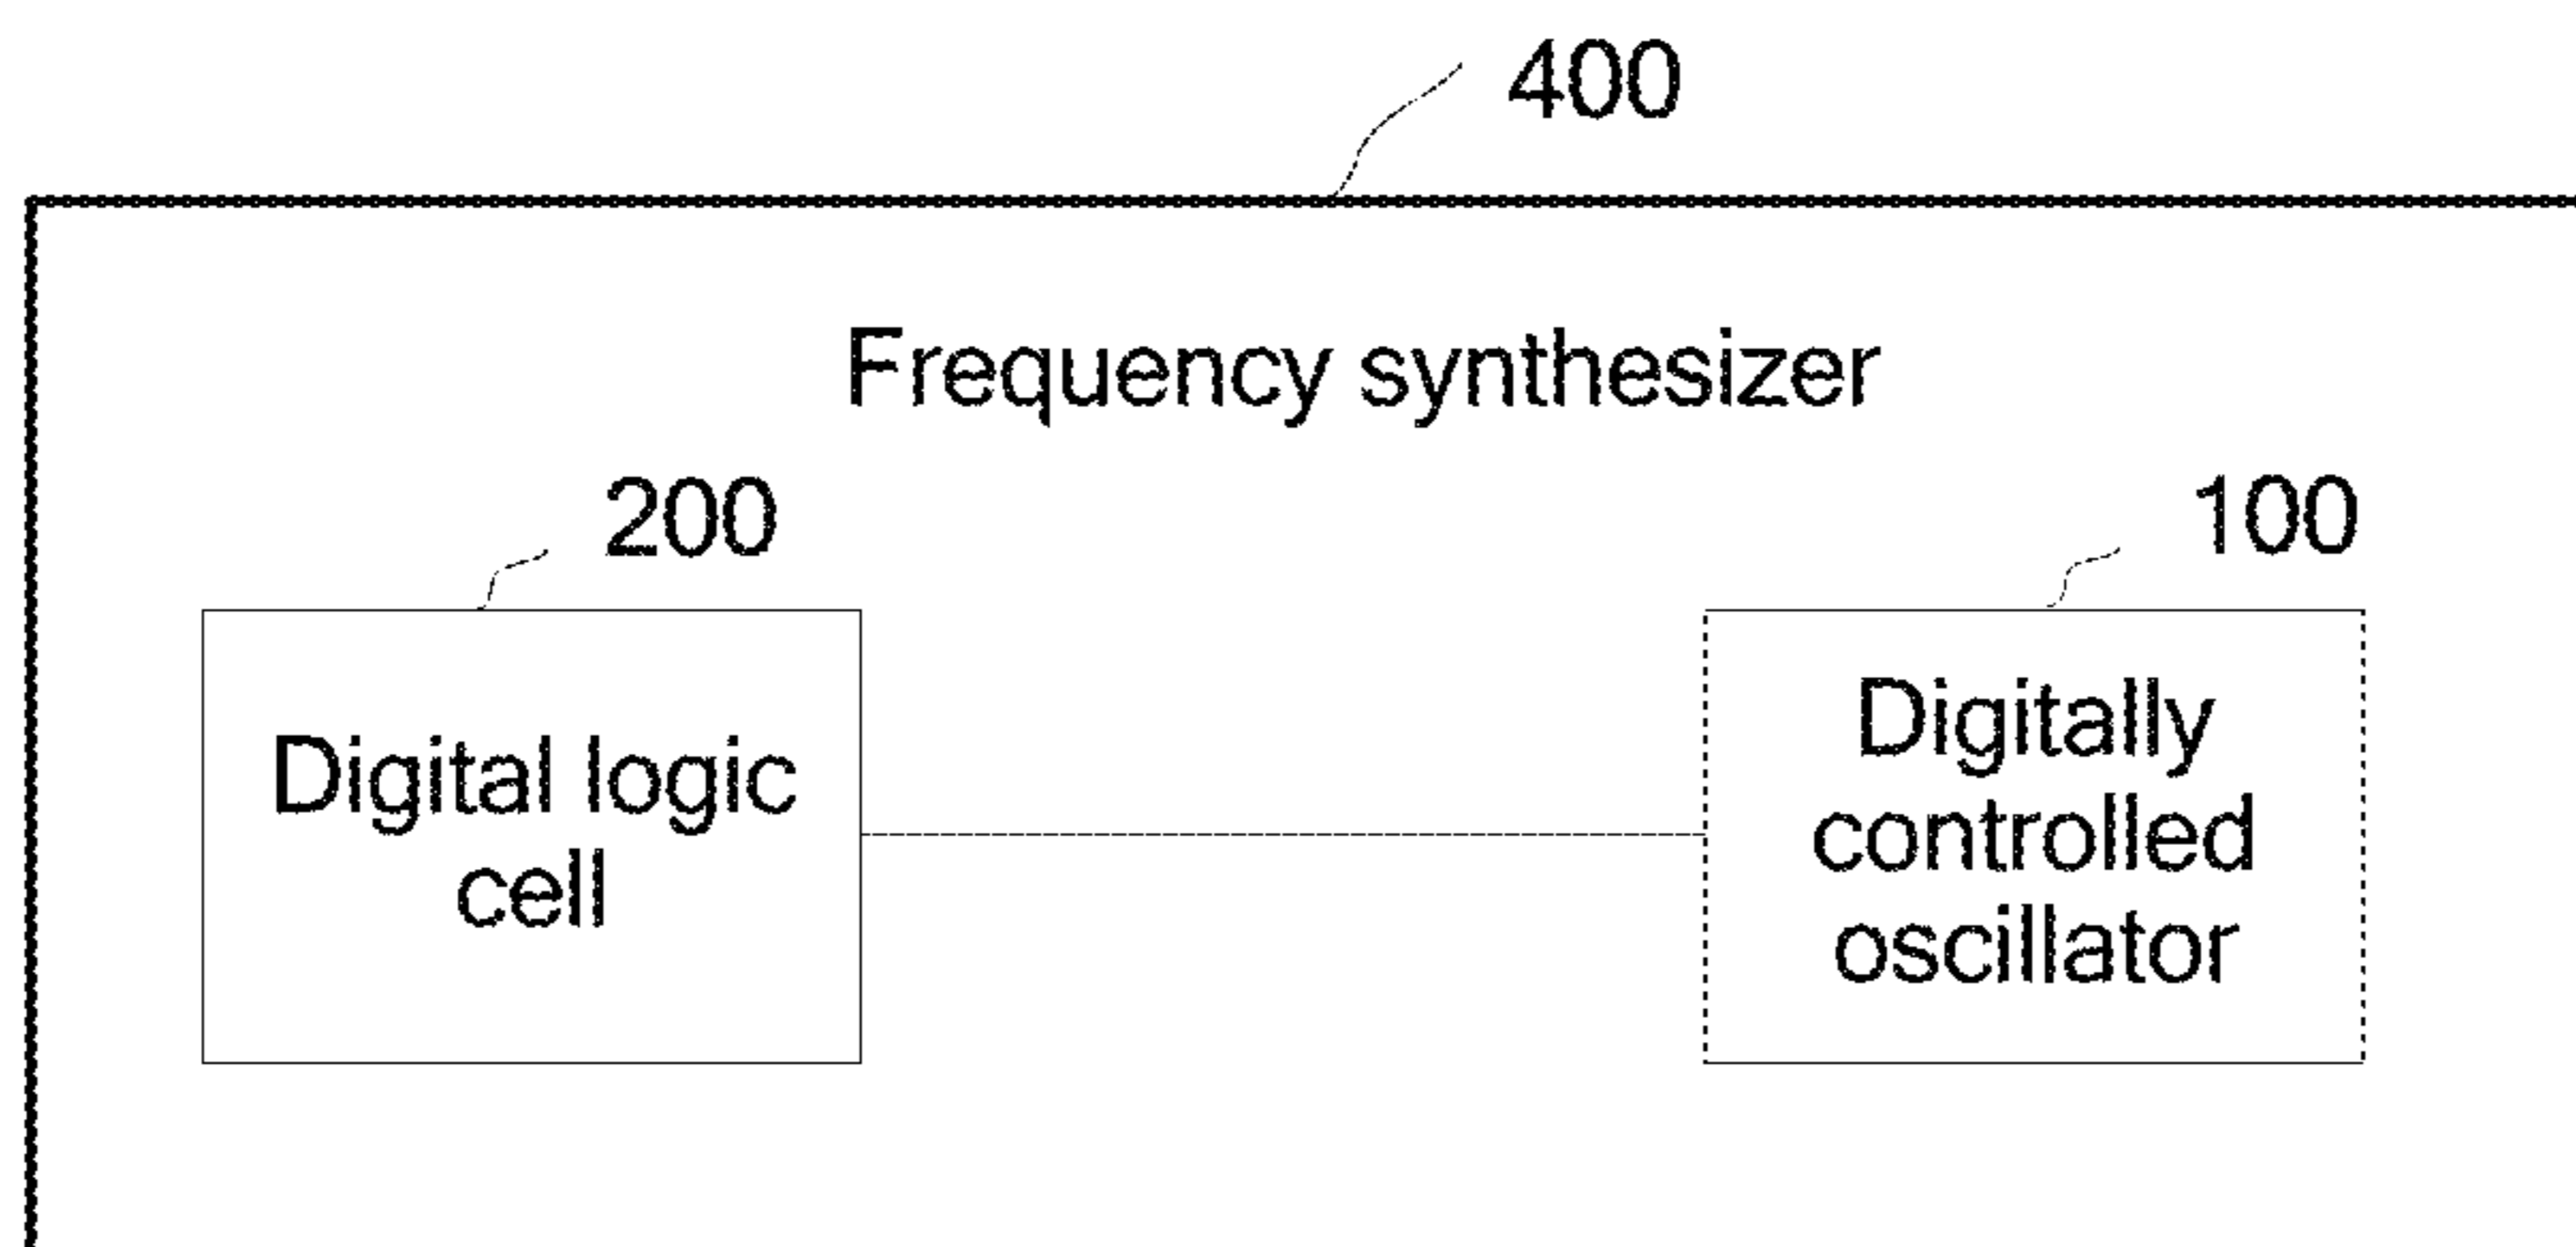 400
Frequency synthesizer
200
100
Digital logic
cell
Digitally
controlled
oscillator